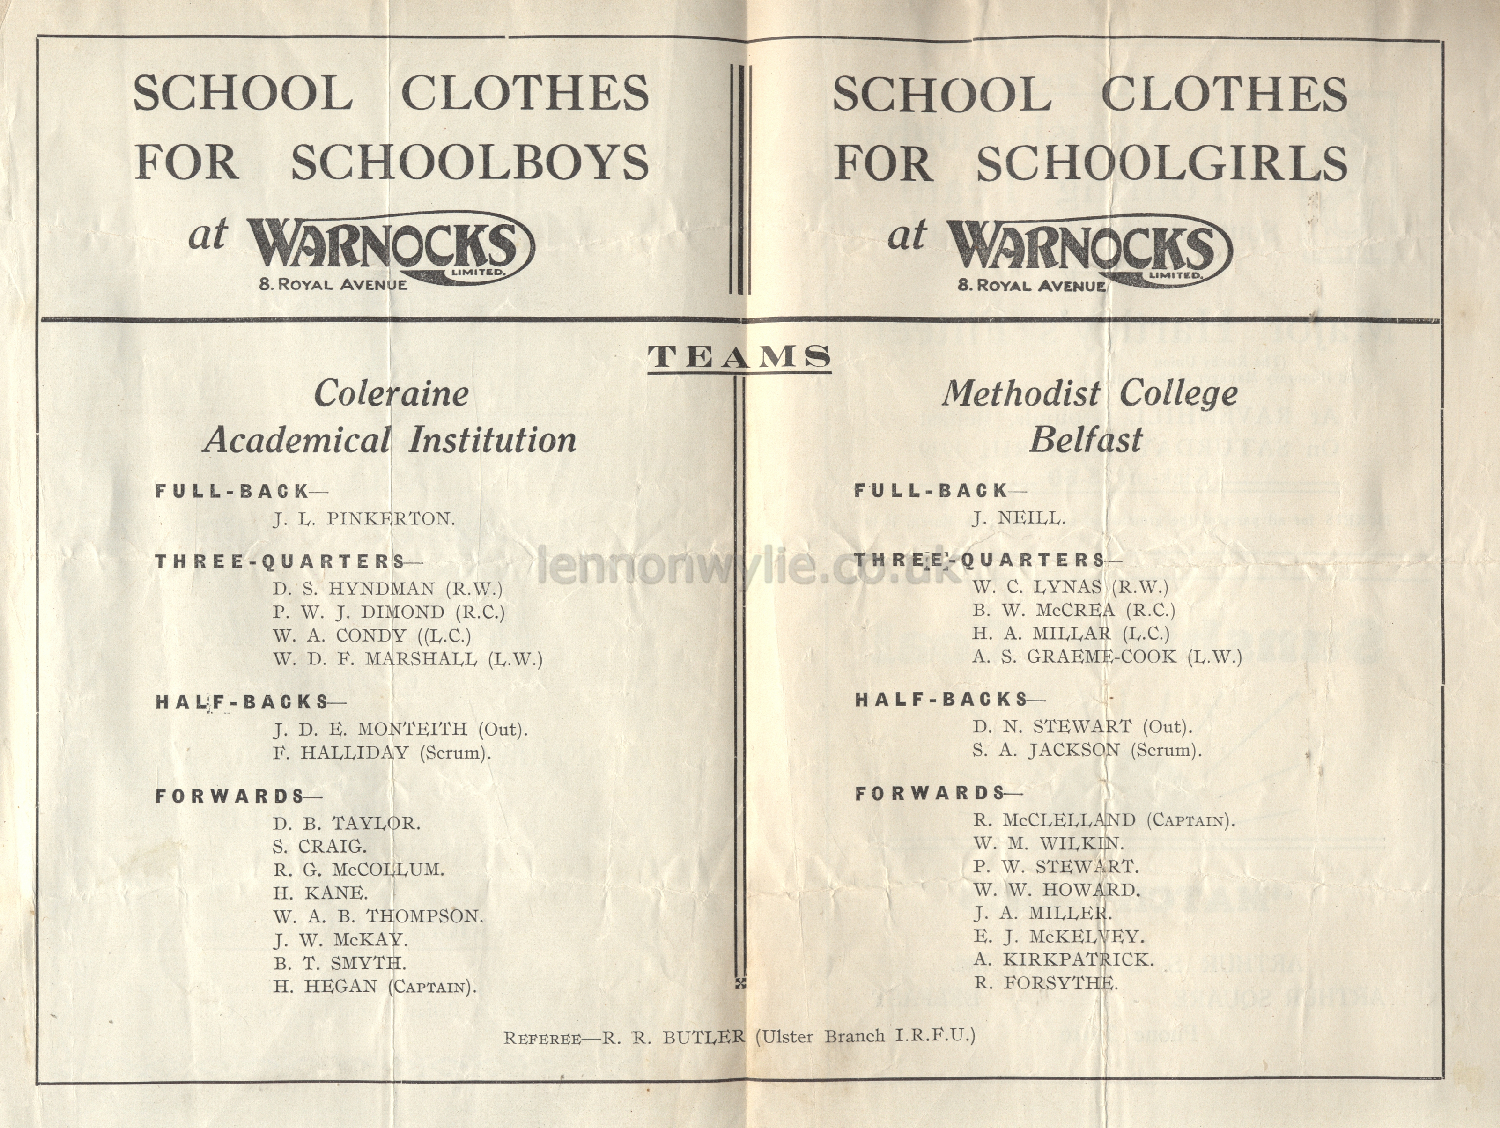 SCHOOL CLOTHES
FOR SCHOOLBOYS
at WARNOCKS
LIMITED.
8. ROYAL AVENUE
SCHOOL CLOTHES
FOR SCHOOLGIRLS
at WARNOCKS
LIMITED.
8. ROYAL AVENUE
TEAMS
Coleraine
Academical Institution
FULL-BACK—
J. L. PINKERTON.
THREE-QUARTERS—
D. S. HYNDMAN (R.W.)
P. W. J. DIMOND (R.C.)
W. A. CONDY ((L.C.)
W. D. F. MARSHALL (L.W.)
HALF-BACKS—
J. D. E. MONTEITH (Out).
F. HALLIDAY (Scrum).
FORWARDS—
D. B. TAYLOR.
S. CRAIG.
R. G. McCOLLUM.
H. KANE.
W. A. B. THOMPSON.
J. W. McKAY.
B. T. SMYTH.
H. HEGAN (CAPTAIN).
Methodist College
Belfast
FULL-BACK—
J. NEILL.
THREE-QUARTERS—
W. C. LYNAS (R.W.)
B. W. McCREA (R.C.)
H. A. MILLAR (L.C.)
A. S. GRAEME-COOK (L.W.)
HALF-BACKS—
D. N. STEWART (Out).
S. A. JACKSON (Scrum).
FORWARDS—
R. McCLELLAND (CAPTAIN).
W. M. WILKIN.
P. W. STEWART.
W. W. HOWARD.
J. A. MILLER.
E. J. McKELVEY.
A. KIRKPATRICK.
R. FORSYTHE.
REFEREE—R. R. BUTLER (Ulster Branch I.R.F.U.)
lennonwylie.co.uk